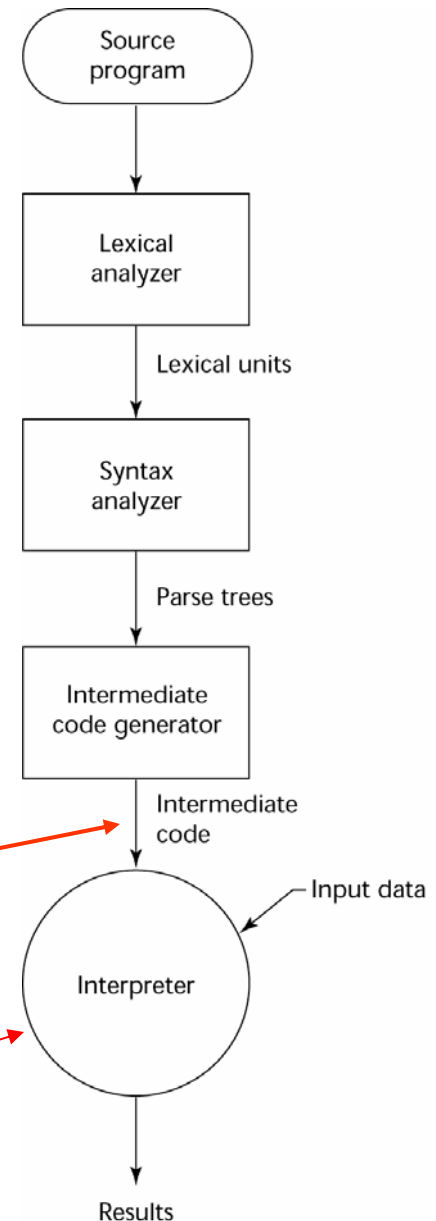 Source
program
Lexical
analyzer
Lexical units
Syntax
analyzer
Parse trees
Intermediate
code generator
Intermediate
code
Input data
Interpreter
Results